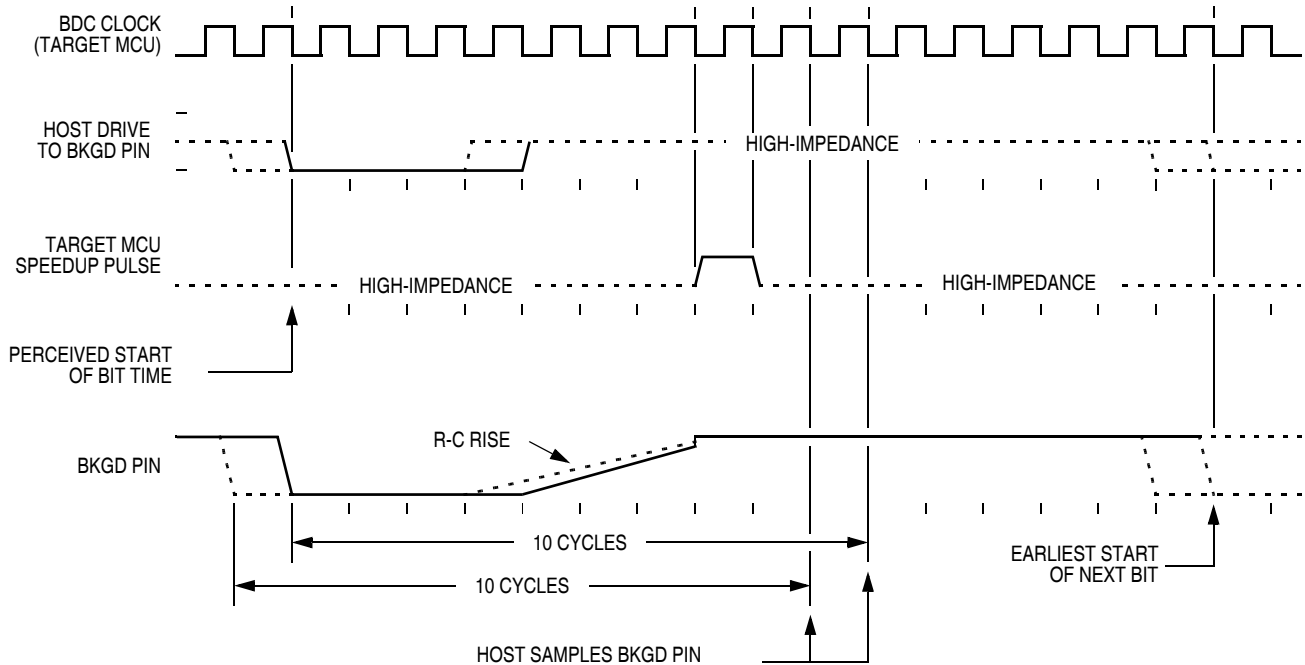 BDC CLOCK
(TARGET MCU)
HOST DRIVE
TO BKGD PIN
HIGH-IMPEDANCE
TARGET MCU
SPEEDUP PULSE
HIGH-IMPEDANCE
HIGH-IMPEDANCE
PERCEIVED START
OF BIT TIME
R-C RISE
BKGD PIN
10 CYCLES
10 CYCLES
EARLIEST START
OF NEXT BIT
HOST SAMPLES BKGD PIN